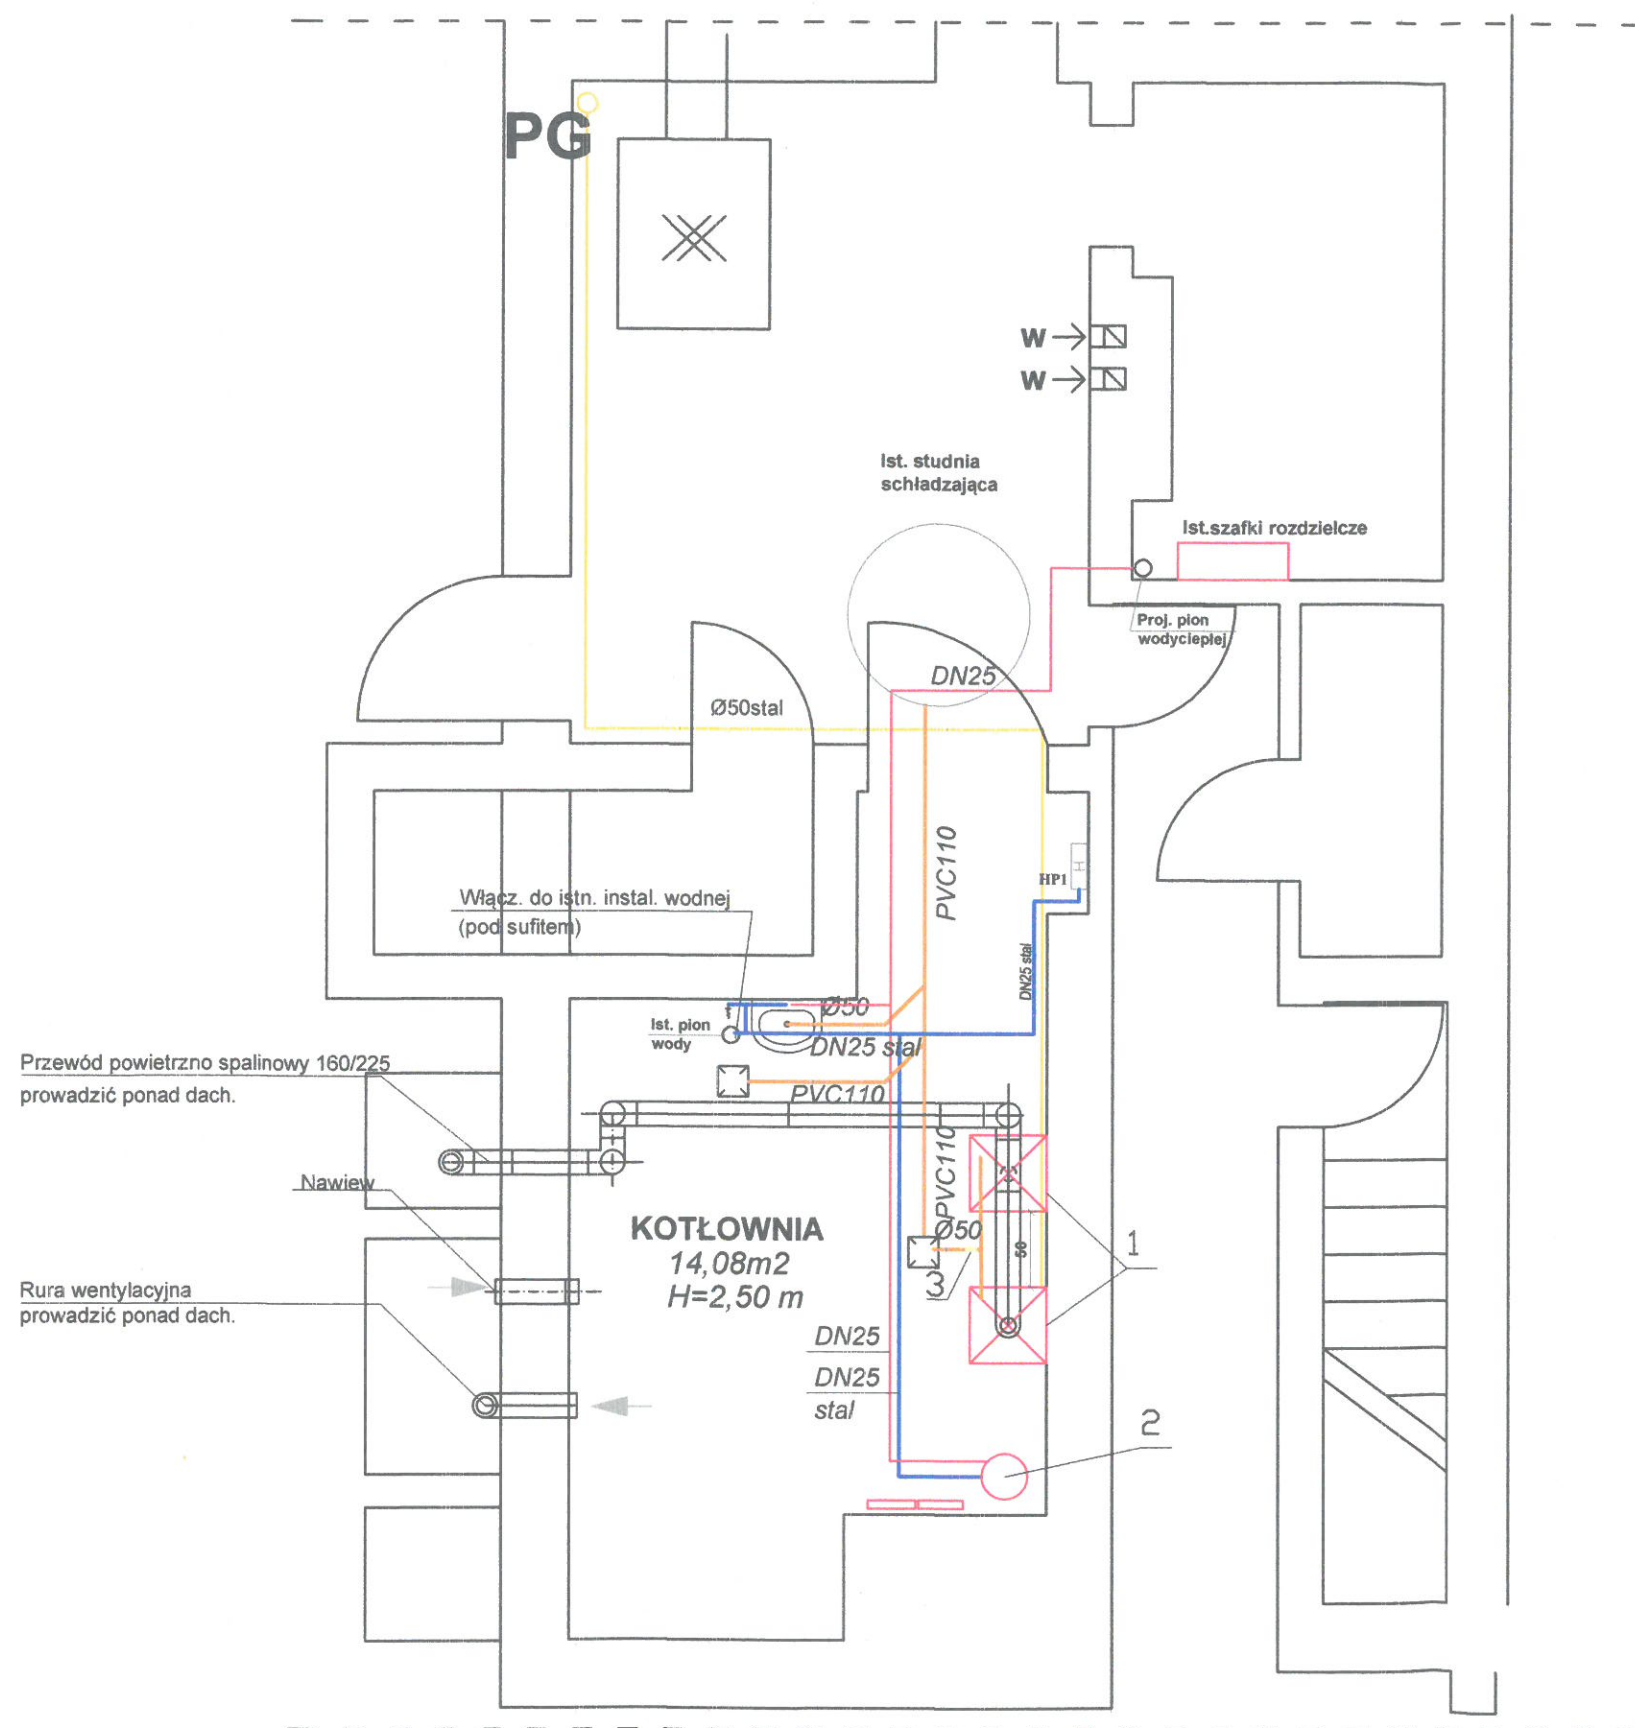 PG
W
W
Ist. studnia
schładzająca
Ist.szafki rozdzielcze
Proj. pion
wodyciepłej
DN25
Ø50stal
PVC110
HP1
Włącz. do istn. instal. wodnej
(pod sufitem)
DN25 stal
Ø50
Ist. pion
wody
DN25 stal
Przewód powietrzno spalinowy 160/225
prowadzić ponad dach.
PVC110
PVC110
Nawiew
KOTŁOWNIA
14,08m2
H=2,50 m
Ø50
50
1
3
Rura wentylacyjna
prowadzić ponad dach.
DN25
DN25
stal
2